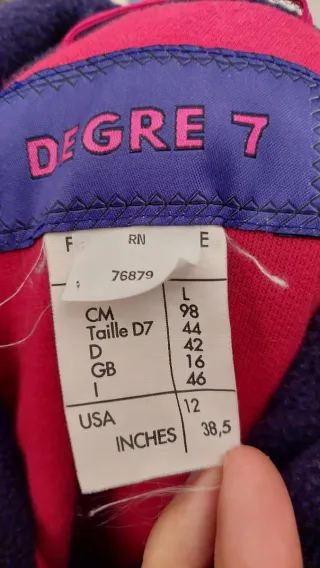 DEGRE 7
F RN E
76879
L
CM 98
Taille D7 44
D 42
GB 16
I 46
USA 12
INCHES 38,5